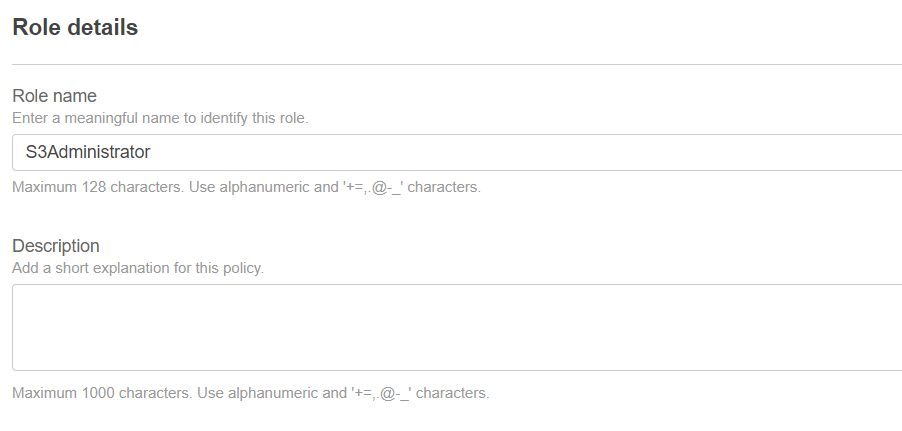 Role details
Role name
Enter a meaningful name to identify this role.
S3Administrator
Maximum 128 characters. Use alphanumeric and '+=,.@-_' characters.
Description
Add a short explanation for this policy.
Maximum 1000 characters. Use alphanumeric and '+=,.@-_' characters.